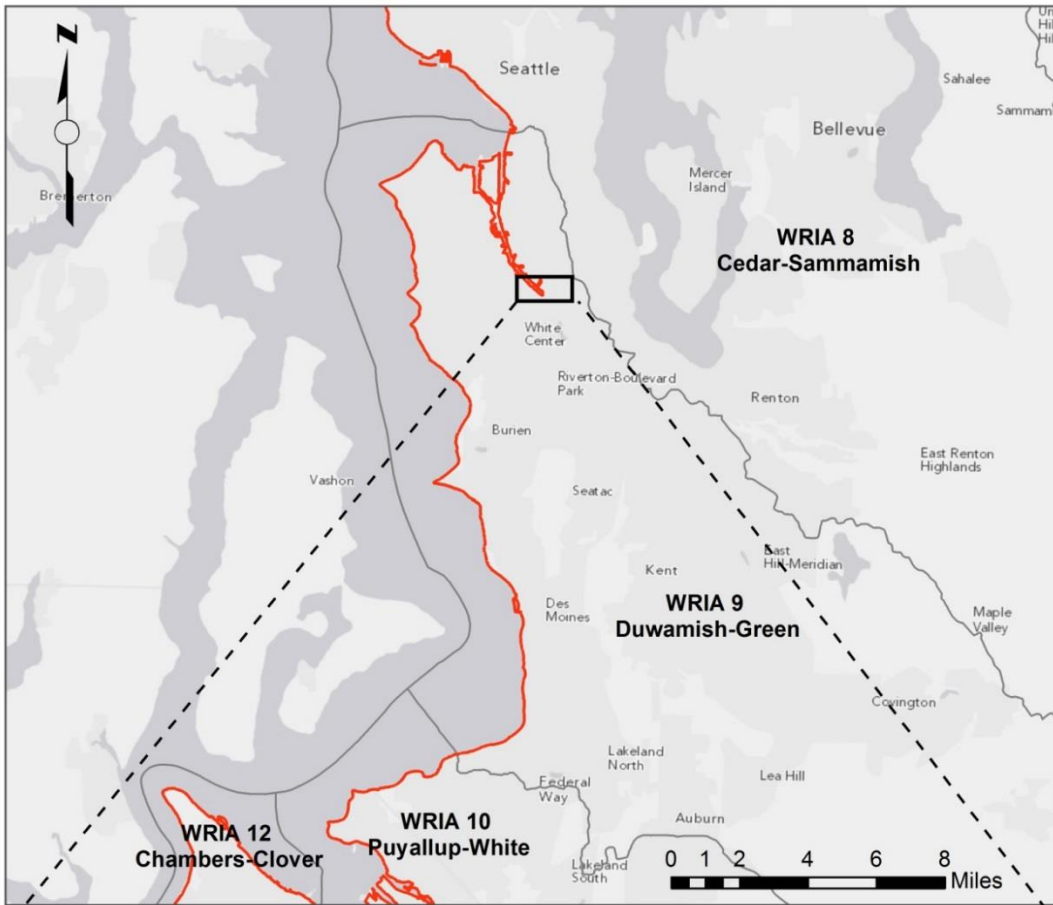 Seattle
Un
Hil
Hil
Sahalee
Sammam
Bellevue
N
Mercer
Island
Bremerton
WRIA 8
Cedar-Sammamish
White
Center
Riverton-Boulevard
Park
Renton
Burien
East Renton
Highlands
Vashon
Seatac
East
Hill-Meridian
Kent
WRIA 9
Duwamish-Green
Des
Moines
Maple
Valley
Covington
Lakeland
North
Lea Hill
Federal
Way
Auburn
WRIA 12
Chambers-Clover
WRIA 10
Puyallup-White
Lakeland
South
0 1 2 4 6 8
Miles